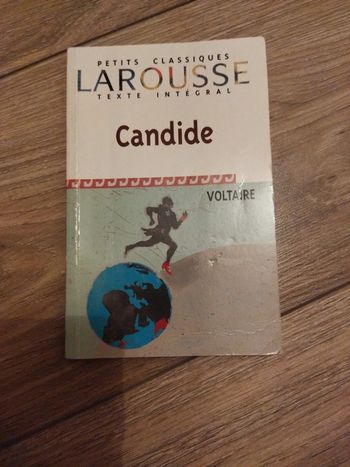 PETITS CLASSIQUES
LAROUSSE
TEXTE INTÉGRAL
Candide
VOLTAIRE